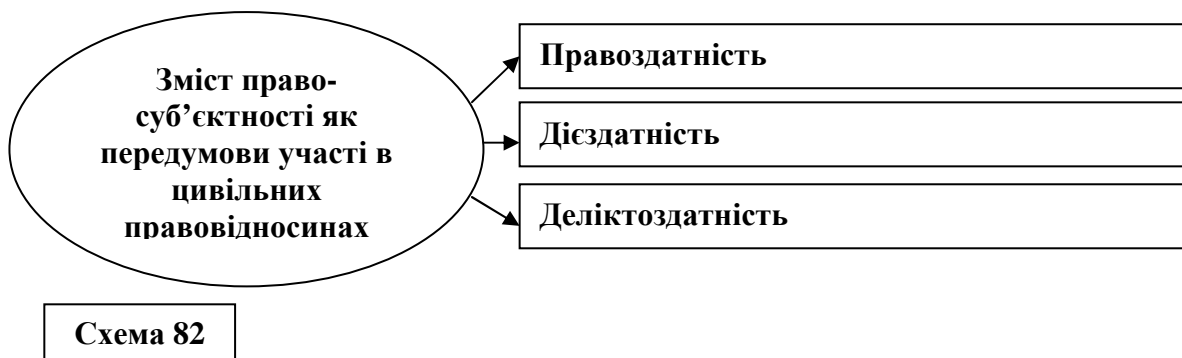 Зміст право-
суб’єктності як
передумови участі в
цивільних
правовідносинах
Правоздатність
Дієздатність
Деліктоздатність
Схема 82